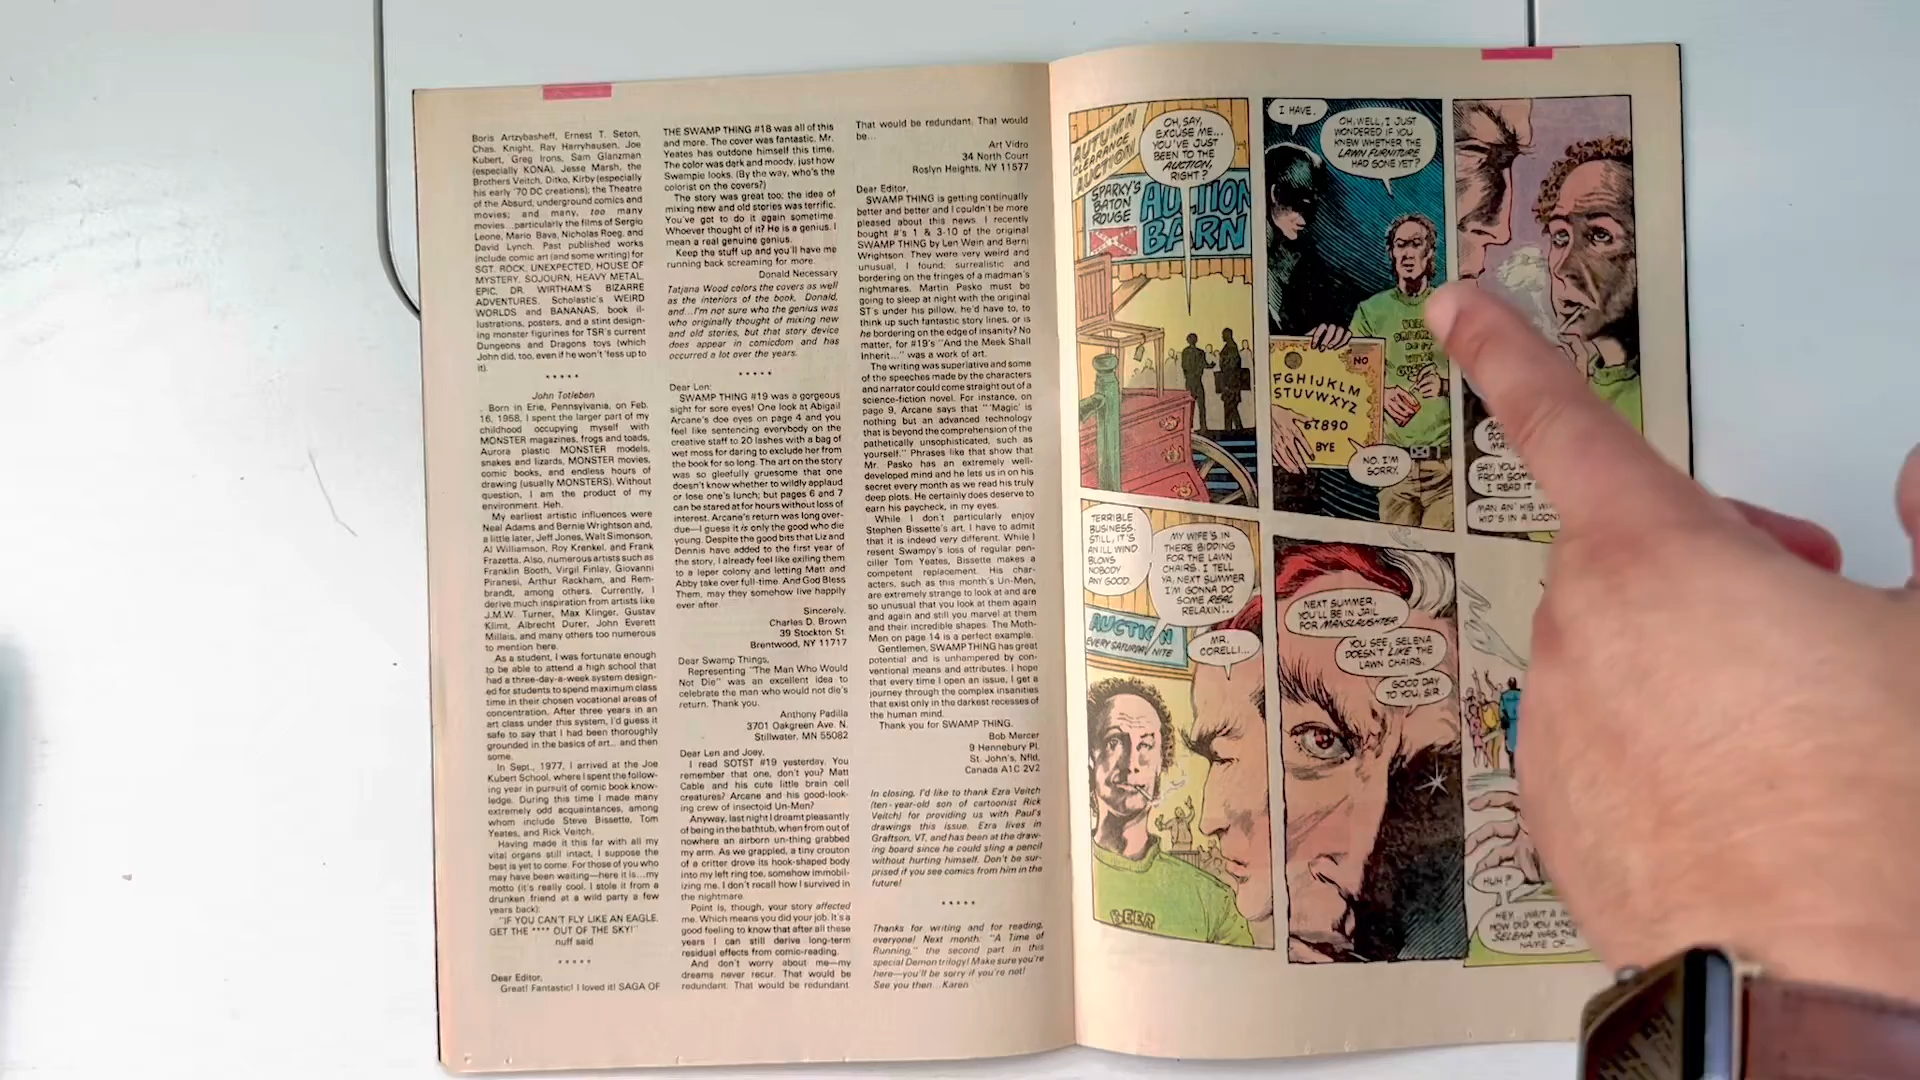 Boris Artzybasheff, Ernest T. Seton,
Chas. Knight, Ray Harryhausen, Joe
Kubert, Greg Irons, Sam Glanzman
(especially KONA), Jesse Marsh, the
Brothers Veitch, Ditko, Kirby (especially
his early '70 DC creations); the Theatre
of the Absurd, underground comics and
movies; and many, too many
movies...particularly the films of Sergio
Leone, Mario Bava, Nicholas Roeg, and
David Lynch. Past published works
include comic art (and some writing) for
SGT. ROCK, UNEXPECTED, HOUSE OF
MYSTERY, SOJOURN, HEAVY METAL,
EPIC, DR. WIRTHAM'S BIZARRE
ADVENTURES, Scholastic's WEIRD
WORLDS and BANANAS, book il-
lustrations, posters, and a stint design-
ing monster figurines for TSR's current
Dungeons and Dragons toys (which
John did, too, even if he won't 'fess up to
it).
*****
John Totleben
Born in Erie, Pennsylvania, on Feb.
16, 1958, I spent the larger part of my
childhood occupying myself with
MONSTER magazines, frogs and toads,
Aurora plastic MONSTER models,
snakes and lizards, MONSTER movies,
comic books, and endless hours of
drawing (usually MONSTERS). Without
question, I am the product of my
environment. Heh.
My earliest artistic influences were
Neal Adams and Bernie Wrightson and,
a little later, Jeff Jones, Walt Simonson,
Al Williamson, Roy Krenkel, and Frank
Frazetta. Also, numerous artists such as
Franklin Booth, Virgil Finlay, Giovanni
Piranesi, Arthur Rackham, and Rem-
brandt, among others. Currently, I
derive much inspiration from artists like
J.M.W. Turner, Max Klinger, Gustav
Klimt, Albrecht Durer, John Everett
Millais, and many others too numerous
to mention here.
As a student, I was fortunate enough
to be able to attend a high school that
had a three-day-a-week system design-
ed for students to spend maximum class
time in their chosen vocational areas of
concentration. After three years in an
art class under this system, I'd guess it
safe to say that I had been thoroughly
grounded in the basics of art... and then
some.
In Sept., 1977, I arrived at the Joe
Kubert School, where I spent the follow-
ing year in pursuit of comic book know-
ledge. During this time I made many
extremely odd acquaintances, among
whom include Steve Bissette, Tom
Yeates, and Rick Veitch.
Having made it this far with all my
vital organs still intact, I suppose the
best is yet to come. For those of you who
may have been waiting—here it is...my
motto (it's really cool, I stole it from a
drunken friend at a wild party a few
years back):
"IF YOU CAN'T FLY LIKE AN EAGLE,
GET THE **** OUT OF THE SKY!"
nuff said
*****
Dear Editor,
Great! Fantastic! I loved it! SAGA OF
THE SWAMP THING #18 was all of this
and more. The cover was fantastic. Mr.
Yeates has outdone himself this time.
The color was dark and moody, just how
Swampie looks. (By the way, who's the
colorist on the covers?)
The story was great too; the idea of
mixing new and old stories was terrific.
You've got to do it again sometime.
Whoever thought of it? He is a genius. I
mean a real genuine genius.
Keep the stuff up and you'll have me
running back screaming for more.
Donald Necessary
Tatjana Wood colors the covers as well
as the interiors of the book, Donald,
and...I'm not sure who the genius was
who originally thought of mixing new
and old stories, but that story device
does appear in comicdom and has
occurred a lot over the years.
*****
Dear Len:
SWAMP THING #19 was a gorgeous
sight for sore eyes! One look at Abigail
Arcane's doe eyes on page 4 and you
feel like sentencing everybody on the
creative staff to 20 lashes with a bag of
wet moss for daring to exclude her from
the book for so long. The art on the story
was so gleefully gruesome that one
doesn't know whether to wildly applaud
or lose one's lunch; but pages 6 and 7
can be stared at for hours without loss of
interest. Arcane's return was long over-
due—I guess it is only the good who die
young. Despite the good bits that Liz and
Dennis have added to the first year of
the story, I already feel like exiling them
to a leper colony and letting Matt and
Abby take over full-time. And God Bless
Them, may they somehow live happily
ever after
Sincerely,
Charles D. Brown
39 Stockton St.
Brentwood, NY 11717
Dear Swamp Things,
Representing "The Man Who Would
Not Die" was an excellent idea to
celebrate the man who would not die's
return. Thank you.
Anthony Padilla
3701 Oakgreen Ave. N.
Stillwater, MN 55082
Dear Len and Joey,
I read SOTST #19 yesterday. You
remember that one, don't you? Matt
Cable and his cute little brain cell
creatures? Arcane and his good-look-
ing crew of insectoid Un-Men?
Anyway, last night I dreamt pleasantly
of being in the bathtub, when from out of
nowhere an airborn un-thing grabbed
my arm. As we grappled, a tiny crouton
of a critter drove its hook-shaped body
into my left ring toe, somehow immobil-
izing me. I don't recall how I survived in
the nightmare.
Point is, though, your story affected
me. Which means you did your job. It's a
good feeling to know that after all these
years I can still derive long-term
residual effects from comic-reading.
And don't worry about me—my
dreams never recur. That would be
redundant. That would be redundant
That would be redundant. That would
be...
Art Vidro
34 North Court
Roslyn Heights, NY 11577
Dear Editor,
SWAMP THING is getting continually
better and better and I couldn't be more
pleased about this news. I recently
bought #'s 1 & 3-10 of the original
SWAMP THING by Len Wein and Berni
Wrightson. They were very weird and
unusual, I found; surrealistic and
bordering on the fringes of a madman's
nightmares. Martin Pasko must be
going to sleep at night with the original
ST's under his pillow, he'd have to, to
think up such fantastic story lines, or is
he bordering on the edge of insanity? No
matter, for #19's "And the Meek Shall
Inherit..." was a work of art.
The writing was superlative and some
of the speeches made by the characters
and narrator could come straight out of a
science-fiction novel. For instance, on
page 9, Arcane says that "'Magic' is
nothing but an advanced technology
that is beyond the comprehension of the
pathetically unsophisticated, such as
yourself." Phrases like that show that
Mr. Pasko has an extremely well-
developed mind and he lets us in on his
secret every month as we read his truly
deep plots. He certainly does deserve to
earn his paycheck, in my eyes.
While I don't particularly enjoy
Stephen Bissette's art, I have to admit
that it is indeed very different. While I
resent Swampy's loss of regular pen-
ciller Tom Yeates, Bissette makes a
competent replacement. His char-
acters, such as this month's Un-Men,
are extremely strange to look at and are
so unusual that you look at them again
and again and still you marvel at them
and their incredible shapes. The Moth-
Men on page 14 is a perfect example.
Gentlemen, SWAMP THING has great
potential and is unhampered by con-
ventional means and attributes. I hope
that every time I open an issue, I get a
journey through the complex insanities
that exist only in the darkest recesses of
the human mind.
Thank you for SWAMP THING.
Bob Mercer
9 Hennebury Pl.
St. John's, Nfld,
Canada A1C 2V2
In closing, I'd like to thank Ezra Veitch
(ten-year-old son of cartoonist Rick
Veitch) for providing us with Paul's
drawings this issue. Ezra lives in
Graftson, VT, and has been at the draw-
ing board since he could sling a pencil
without hurting himself. Don't be sur-
prised if you see comics from him in the
future!
*****
Thanks for writing and for reading,
everyone! Next month: "A Time of
Running," the second part in this
special Demon trilogy! Make sure you're
here—you'll be sorry if you're not!
See you then...Karen
AUTUMN
CLEARANCE
AUCTION
OH, SAY,
EXCUSE ME...
YOU'VE JUST
BEEN TO THE
AUCTION,
RIGHT?
SPARKY'S
BATON
ROUGE
AUCTION
BARN
I HAVE.
OH, WELL, I JUST
WONDERED IF YOU
KNEW WHETHER THE
LAWN FURNITURE
HAD GONE YET?
NO
FGHIJKLM
STUVWXYZ
67890
BYE
NO. I'M
SORRY.
SAY, YOU
FROM
I READ IT
MAN AN' HIS
KID'S IN A
TERRIBLE
BUSINESS.
STILL, IT'S
AN ILL WIND
BLOWS
NOBODY
ANY GOOD.
MY WIFE'S IN
THERE BIDDING
FOR THE LAWN
CHAIRS. I TELL
YA, NEXT SUMMER
I'M GONNA DO
SOME REAL
RELAXIN'...
AUCTION
EVERY SATURDAY NITE
MR.
CORELLI...
BEER
NEXT SUMMER,
YOU'LL BE IN JAIL
FOR MANSLAUGHTER.
YOU SEE, SELENA
DOESN'T LIKE THE
LAWN CHAIRS.
GOOD DAY
TO YOU, SIR.
HUH?
HEY... WAIT A
HOW DID YOU KNOW
SELENA WAS THE
NAME OF...